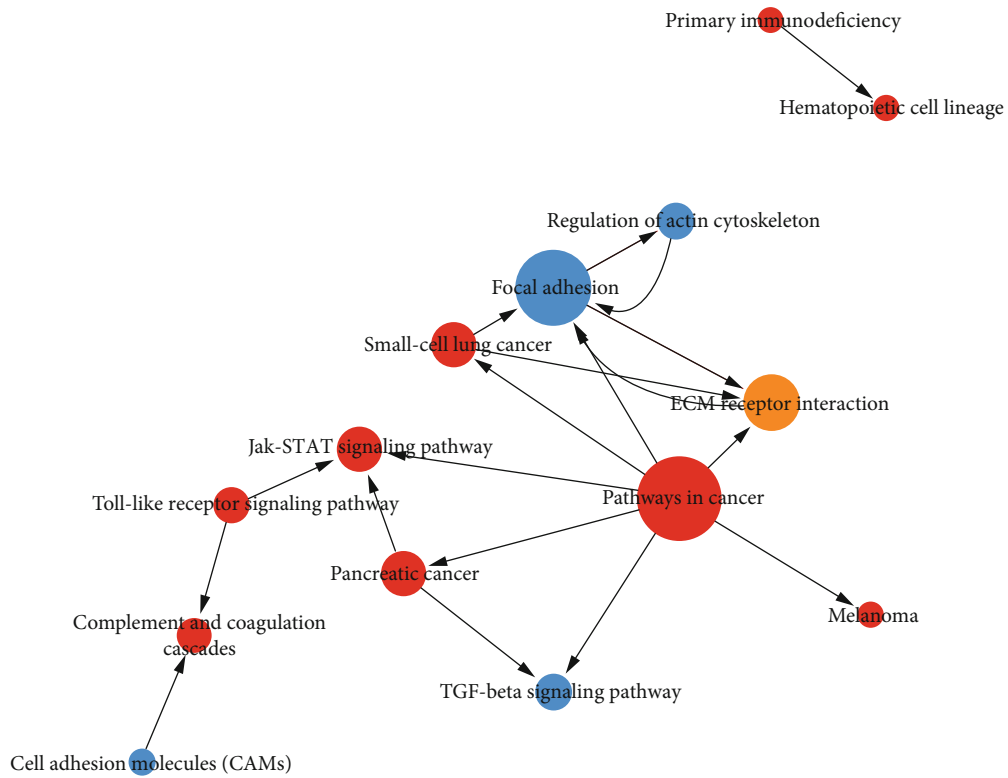 Primary immunodeficiency
Hematopoietic cell lineage
Regulation of actin cytoskeleton
Focal adhesion
Small-cell lung cancer
ECM receptor interaction
Jak-STAT signaling pathway
Toll-like receptor signaling pathway
Pathways in cancer
Pancreatic cancer
Melanoma
Complement and coagulation
cascades
TGF-beta signaling pathway
Cell adhesion molecules (CAMs)